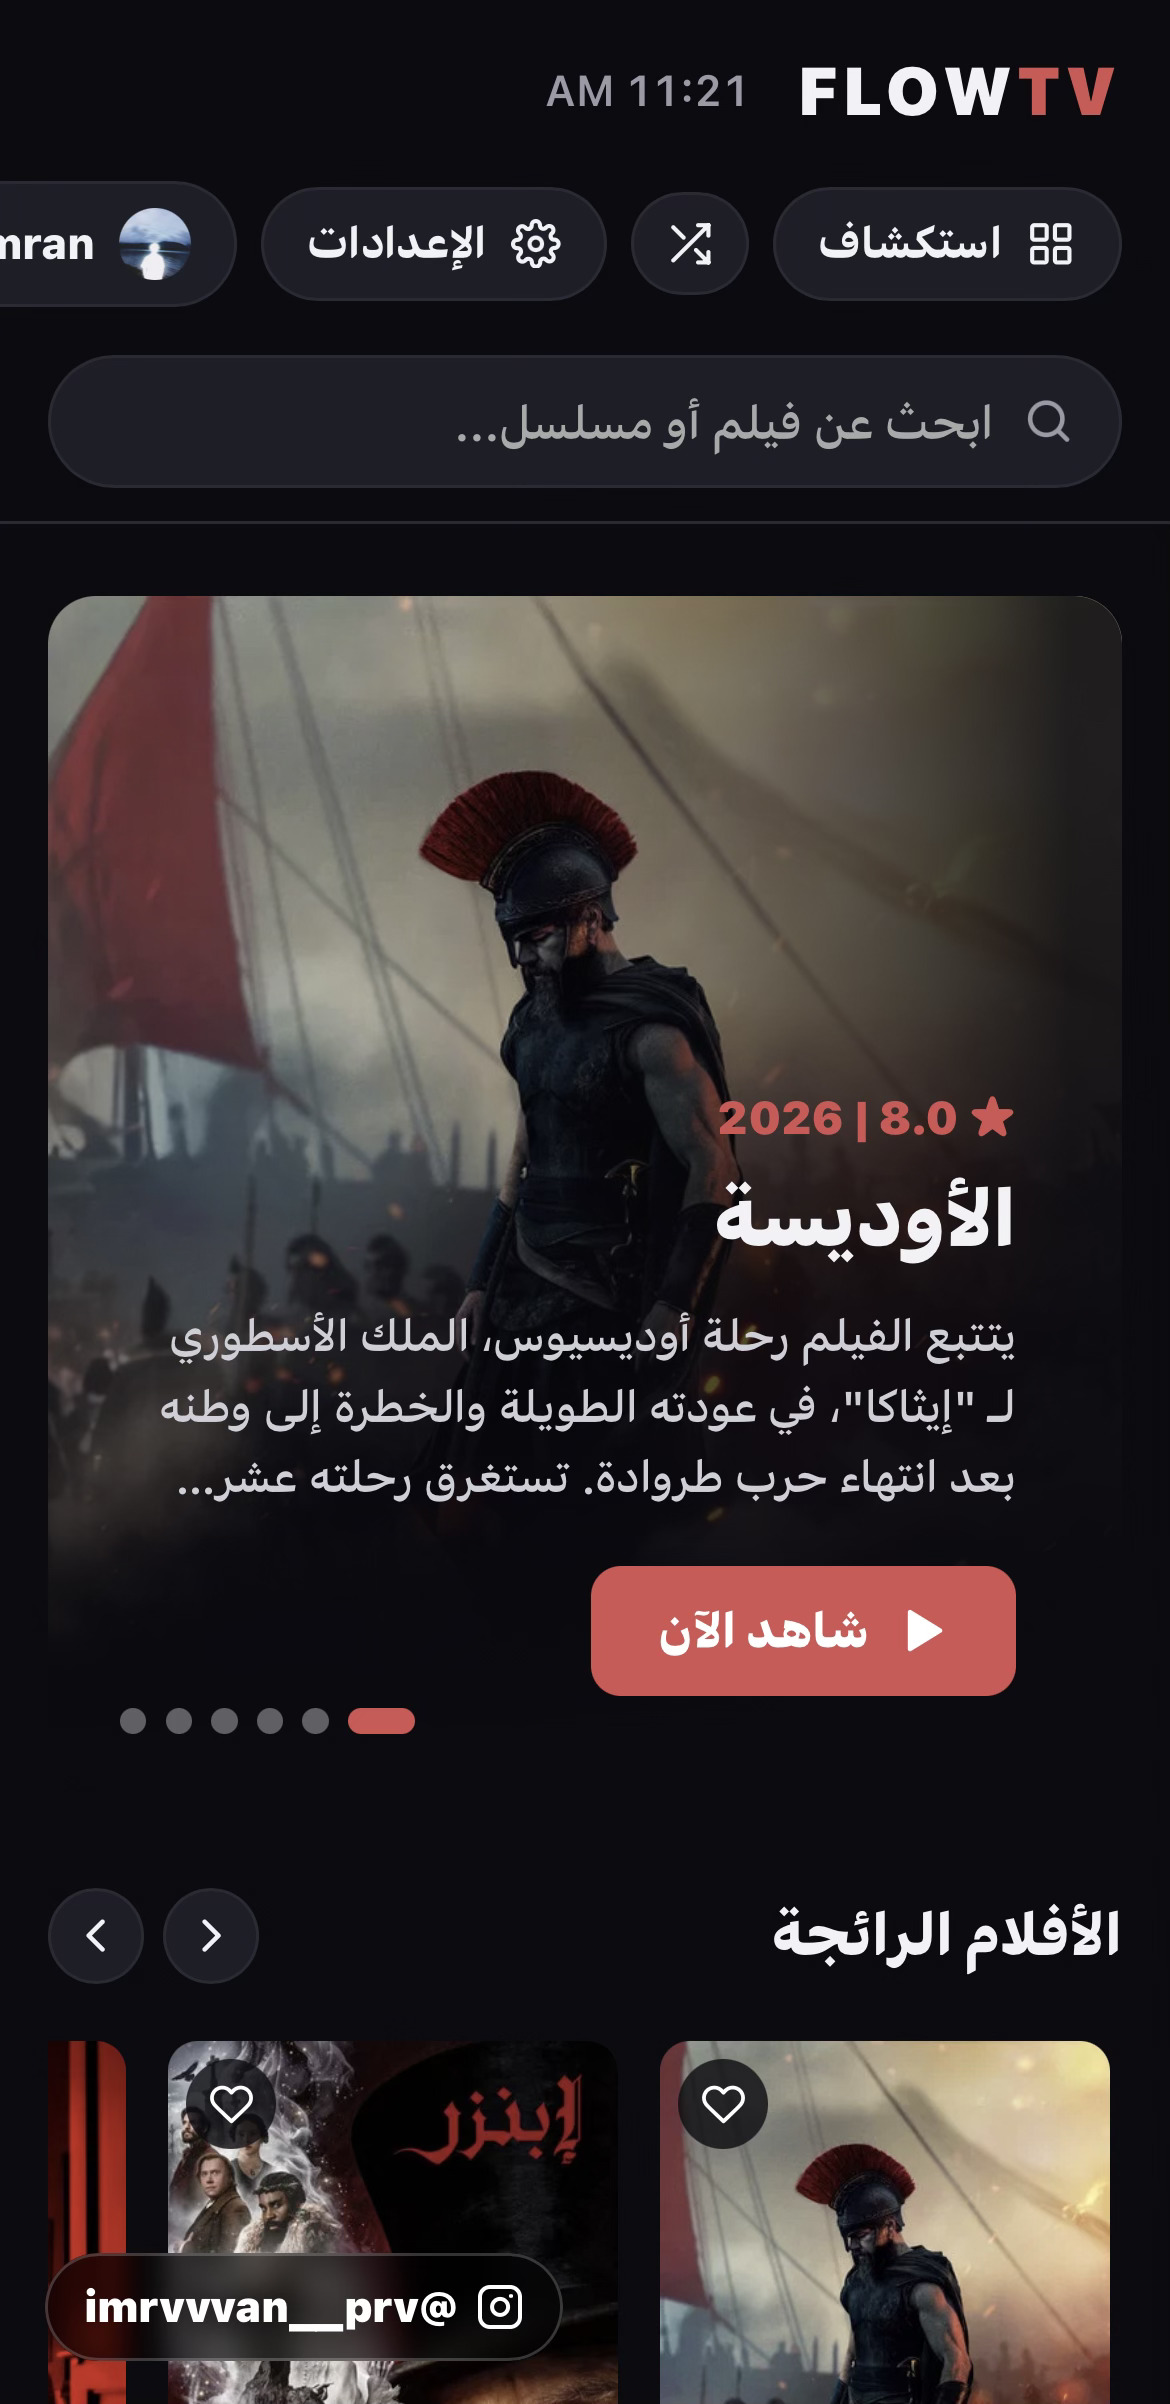 FLOWTV
11:21 AM
استكشاف
الإعدادات
mran
ابحث عن فيلم أو مسلسل...
★ 8.0 | 2026
الأوديسة
يتتبع الفيلم رحلة أوديسيوس، الملك الأسطوري
لـ "إيثاكا"، في عودته الطويلة والخطرة إلى وطنه
بعد انتهاء حرب طروادة. تستغرق رحلته عشر...
شاهد الآن
الأفلام الرائجة
إبنزر
imrvvvan__prv@